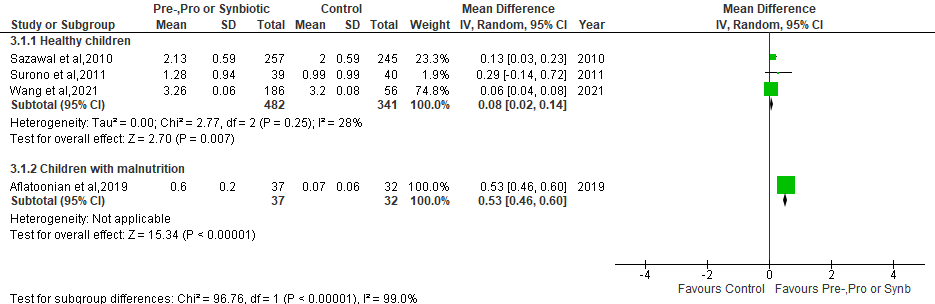 Pre-,Pro or Synbiotic Control Mean Difference Mean Difference
Study or Subgroup Mean SD Total Mean SD Total Weight IV, Random, 95% CI Year IV, Random, 95% CI
3.1.1 Healthy children
Sazawal et al,2010 2.13 0.59 257 2 0.59 245 23.3% 0.13 [0.03, 0.23] 2010
Surono et al,2011 1.28 0.94 39 0.99 0.99 40 1.9% 0.29 [-0.14, 0.72] 2011
Wang et al,2021 3.26 0.06 186 3.2 0.08 56 74.8% 0.06 [0.04, 0.08] 2021
Subtotal (95% CI) 482 341 100.0% 0.08 [0.02, 0.14]
Heterogeneity: Tau² = 0.00; Chi² = 2.77, df = 2 (P = 0.25); I² = 28%
Test for overall effect: Z = 2.70 (P = 0.007)
3.1.2 Children with malnutrition
Aflatoonian et al,2019 0.6 0.2 37 0.07 0.06 32 100.0% 0.53 [0.46, 0.60] 2019
Subtotal (95% CI) 37 32 100.0% 0.53 [0.46, 0.60]
Heterogeneity: Not applicable
Test for overall effect: Z = 15.34 (P < 0.00001)
-4 -2 0 2 4
Favours Control Favours Pre-,Pro or Synb
Test for subgroup differences: Chi² = 96.76, df = 1 (P < 0.00001), I² = 99.0%